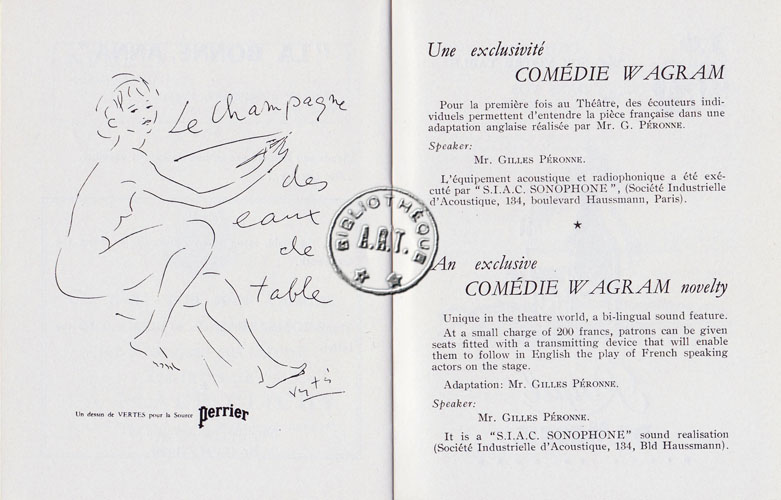 Le Champagne
des
eaux
de
table
Vertès
Un dessin de VERTES pour la Source Perrier
BIBLIOTHÈQUE
A.R.T.
Une exclusivité
COMÉDIE WAGRAM
Pour la première fois au Théâtre, des écouteurs indi-
viduels permettent d'entendre la pièce française dans une
adaptation anglaise réalisée par Mr. G. PÉRONNE.
Speaker:
Mr. GILLES PÉRONNE.
L'équipement acoustique et radiophonique a été exé-
cuté par "S.I.A.C. SONOPHONE", (Société Industrielle
d'Acoustique, 134, boulevard Haussmann, Paris).
An exclusive
COMÉDIE WAGRAM novelty
Unique in the theatre world, a bi-lingual sound feature.
At a small charge of 200 francs, patrons can be given
seats fitted with a transmitting device that will enable
them to follow in English the play of French speaking
actors on the stage.
Adaptation: Mr. GILLES PÉRONNE.
Speaker:
Mr. GILLES PÉRONNE.
It is a "S.I.A.C. SONOPHONE" sound realisation
(Société Industrielle d'Acoustique, 134, Bld Haussmann).